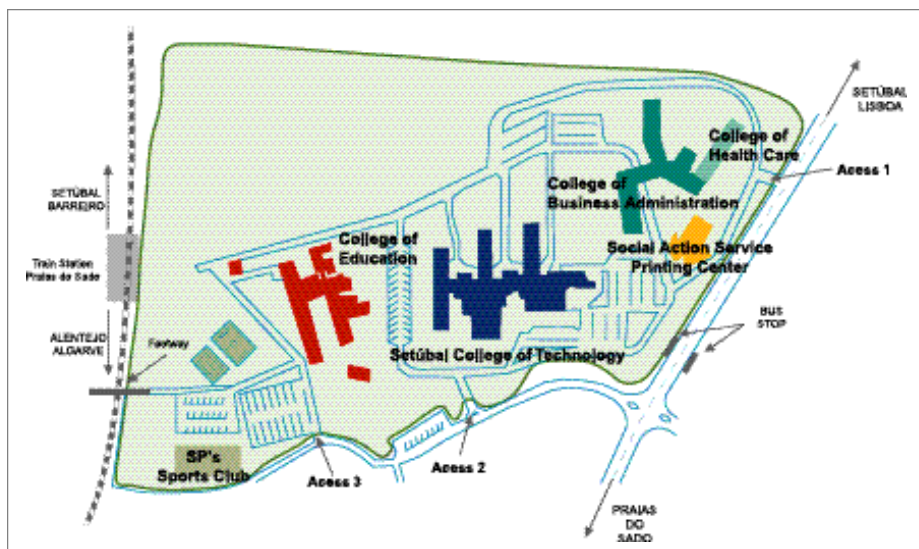 SETÚBAL
LISBOA
College of
Health Care
Acess 1
College of
Business Administration
SETÚBAL
BARREIRO
College of
Education
Social Action Service
Printing Center
Train Station
Praias do Sado
BUS
STOP
ALENTEJO
ALGARVE
Footway
Setúbal College of Technology
SP's
Sports Club
Acess 2
Acess 3
PRAIAS
DO
SADO